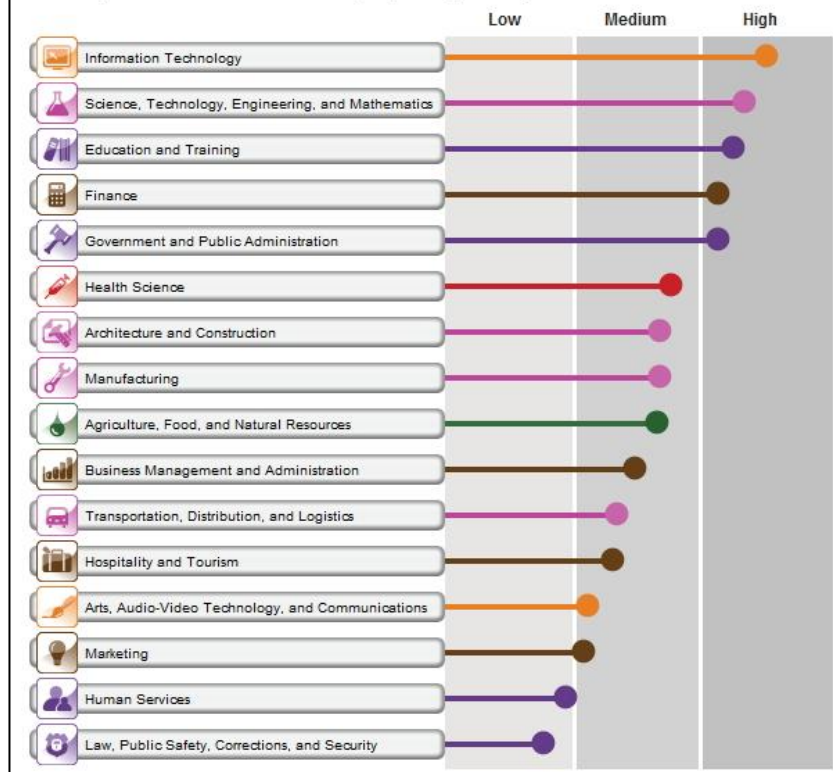 Low Medium High
Information Technology
Science, Technology, Engineering, and Mathematics
Education and Training
Finance
Government and Public Administration
Health Science
Architecture and Construction
Manufacturing
Agriculture, Food, and Natural Resources
Business Management and Administration
Transportation, Distribution, and Logistics
Hospitality and Tourism
Arts, Audio-Video Technology, and Communications
Marketing
Human Services
Law, Public Safety, Corrections, and Security